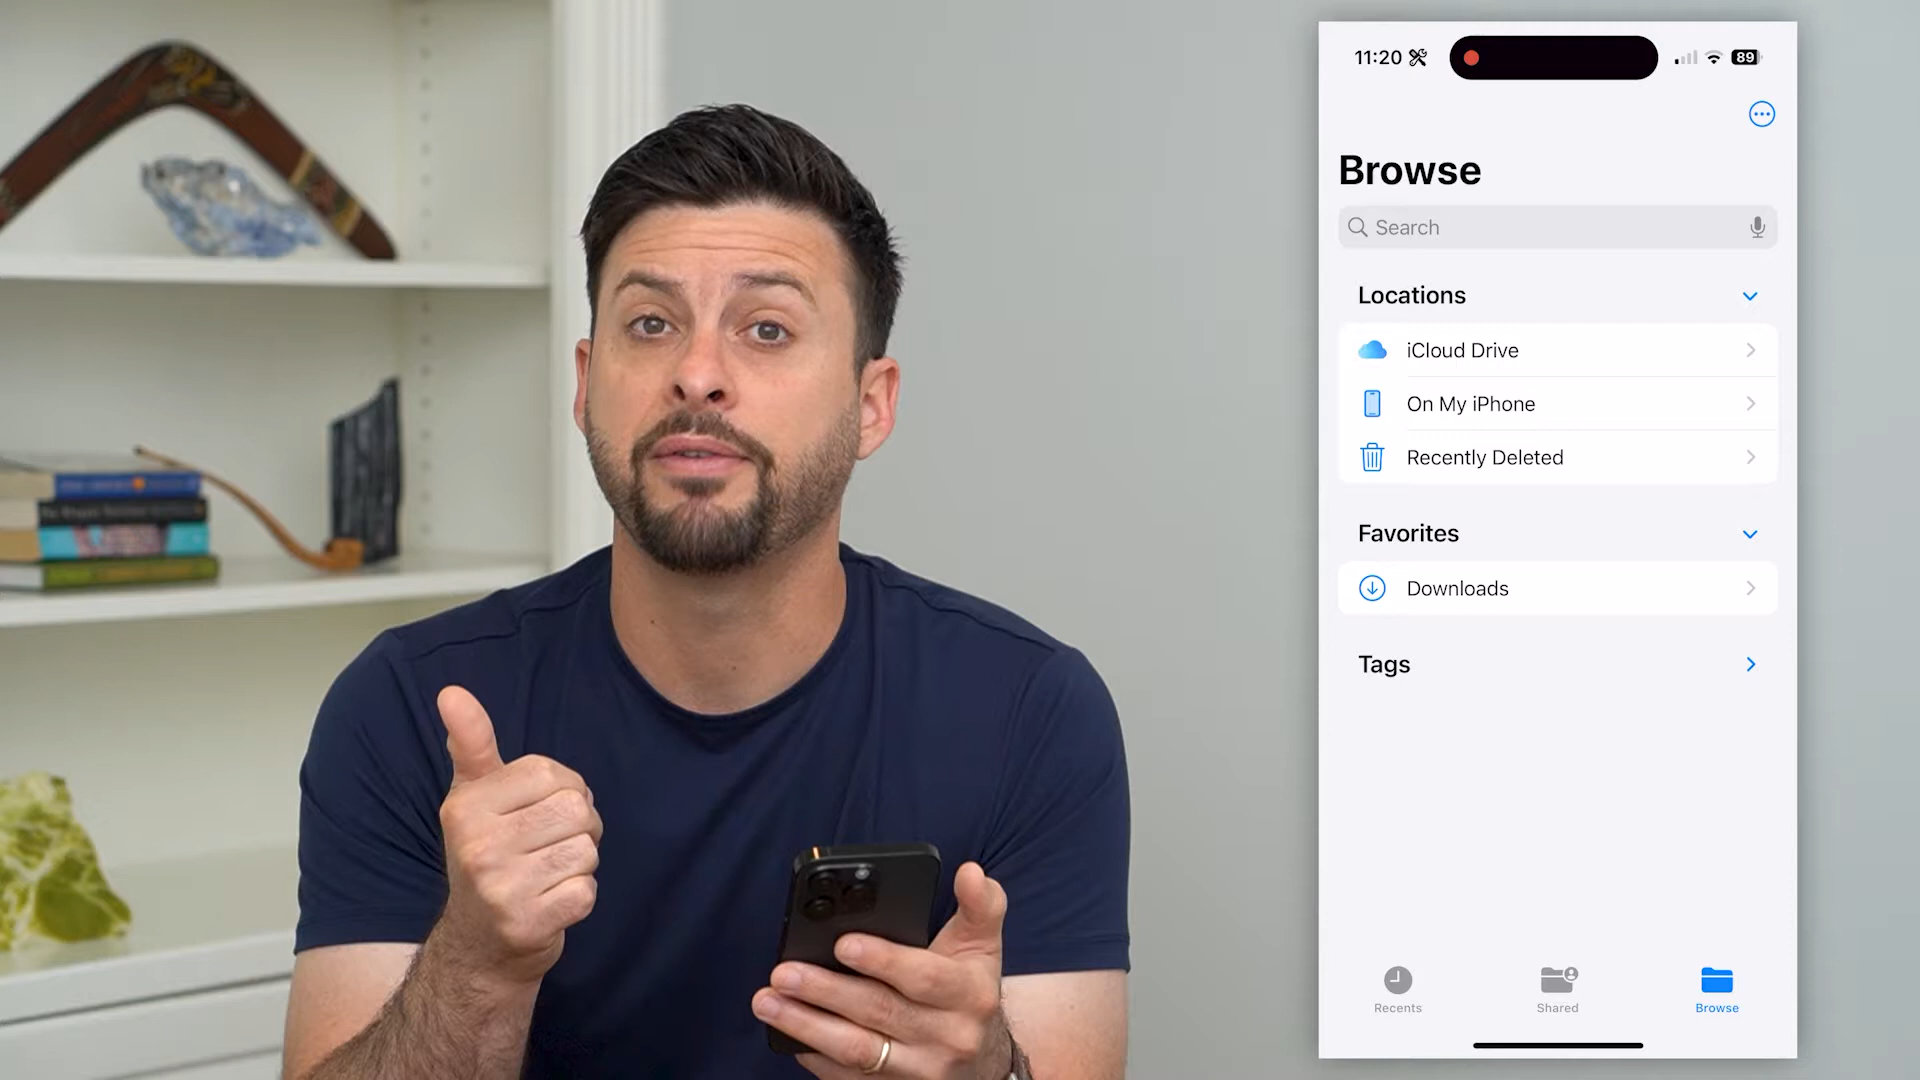 11:20
89
Browse
Search
Locations
iCloud Drive
On My iPhone
Recently Deleted
Favorites
Downloads
Tags
Recents
Shared
Browse